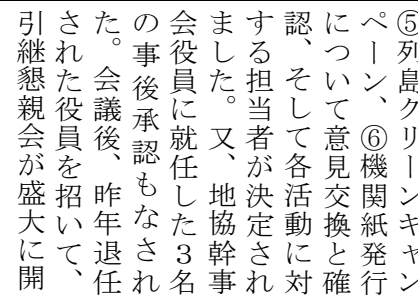 ⑤列島クリーンキャン
ペーン、⑥機関紙発行
について意見交換と確
認、そして各活動に対
する担当者が決定され
ました。又、地協幹事
会役員に就任した３名
の事後承認もなされ
た。会議後、昨年退任
された役員を招いて、
引継懇親会が盛大に開